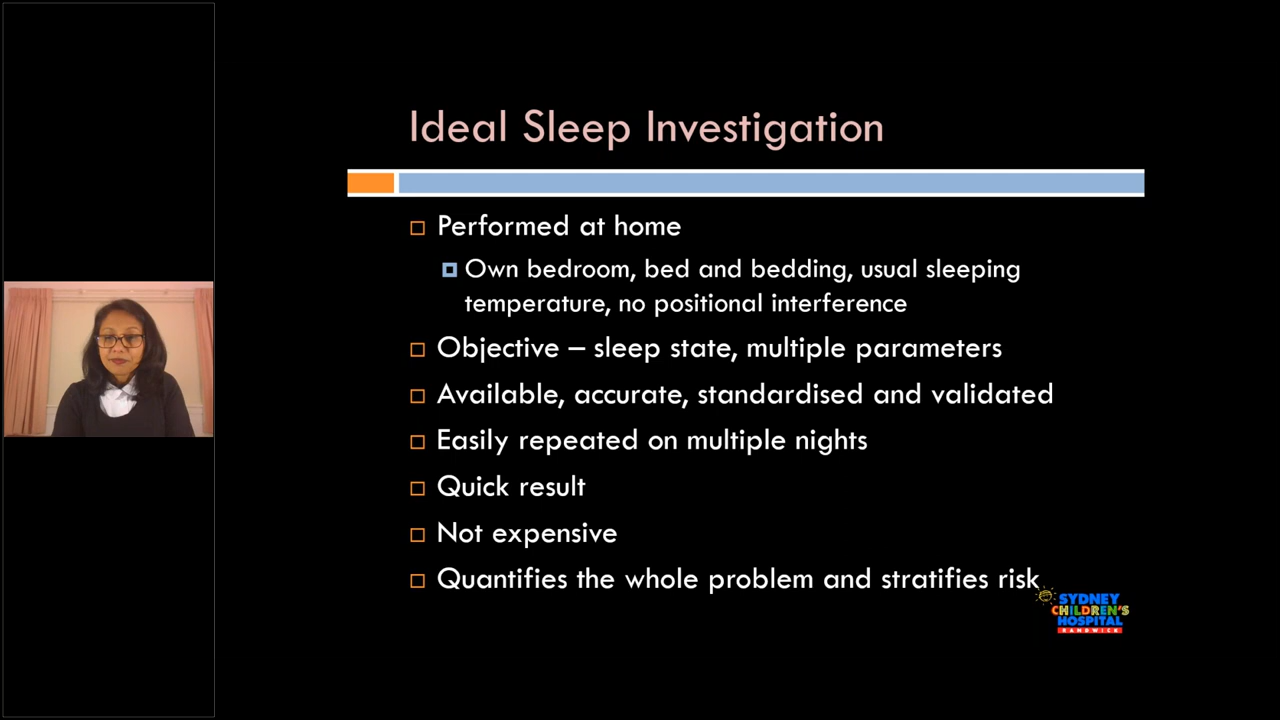 Ideal Sleep Investigation
Performed at home
Own bedroom, bed and bedding, usual sleeping
temperature, no positional interference
Objective – sleep state, multiple parameters
Available, accurate, standardised and validated
Easily repeated on multiple nights
Quick result
Not expensive
Quantifies the whole problem and stratifies risk
SYDNEY
CHILDREN'S
HOSPITAL
RANDWICK